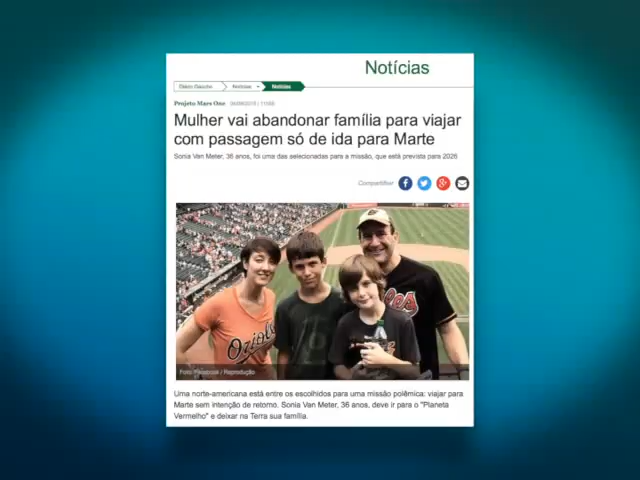 Notícias
Diário Gaúcho Notícias Notícias
Projeto Mars One
Mulher vai abandonar família para viajar
com passagem só de ida para Marte
Sonia Van Meter, 36 anos, foi uma das selecionadas para a missão, que está prevista para 2026
Compartilhar
Orioles
Foto: / Reprodução
Uma norte-americana está entre os escolhidos para uma missão polêmica: viajar para
Marte sem intenção de retorno. Sonia Van Meter, 36 anos, deve ir para o "Planeta
Vermelho" e deixar na Terra sua família.